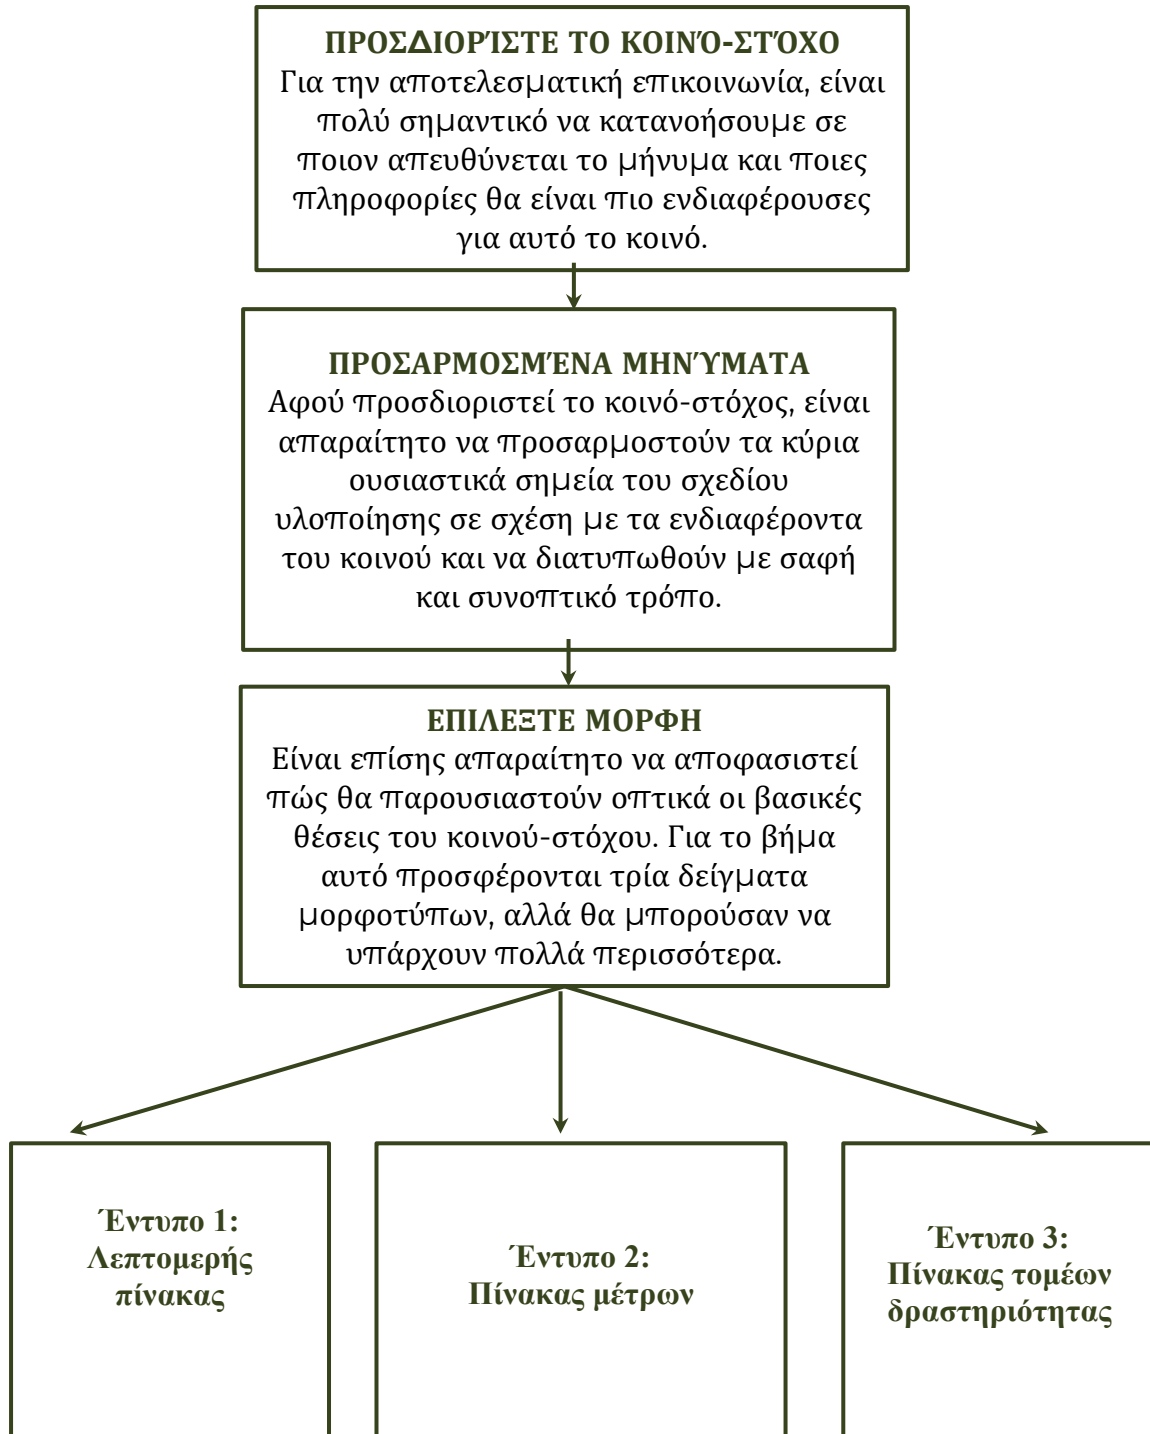 ΠΡΟΣΔΙΟΡΊΣΤΕ ΤΟ ΚΟΙΝΌ-ΣΤΌΧΟ
Για την αποτελεσματική επικοινωνία, είναι
πολύ σημαντικό να κατανοήσουμε σε
ποιον απευθύνεται το μήνυμα και ποιες
πληροφορίες θα είναι πιο ενδιαφέρουσες
για αυτό το κοινό.
ΠΡΟΣΑΡΜΟΣΜΈΝΑ ΜΗΝΎΜΑΤΑ
Αφού προσδιοριστεί το κοινό-στόχος, είναι
απαραίτητο να προσαρμοστούν τα κύρια
ουσιαστικά σημεία του σχεδίου
υλοποίησης σε σχέση με τα ενδιαφέροντα
του κοινού και να διατυπωθούν με σαφή
και συνοπτικό τρόπο.
ΕΠΙΛΕΞΤΕ ΜΟΡΦΗ
Είναι επίσης απαραίτητο να αποφασιστεί
πώς θα παρουσιαστούν οπτικά οι βασικές
θέσεις του κοινού-στόχου. Για το βήμα
αυτό προσφέρονται τρία δείγματα
μορφοτύπων, αλλά θα μπορούσαν να
υπάρχουν πολλά περισσότερα.
Έντυπο 1:
Λεπτομερής
πίνακας
Έντυπο 2:
Πίνακας μέτρων
Έντυπο 3:
Πίνακας τομέων
δραστηριότητας